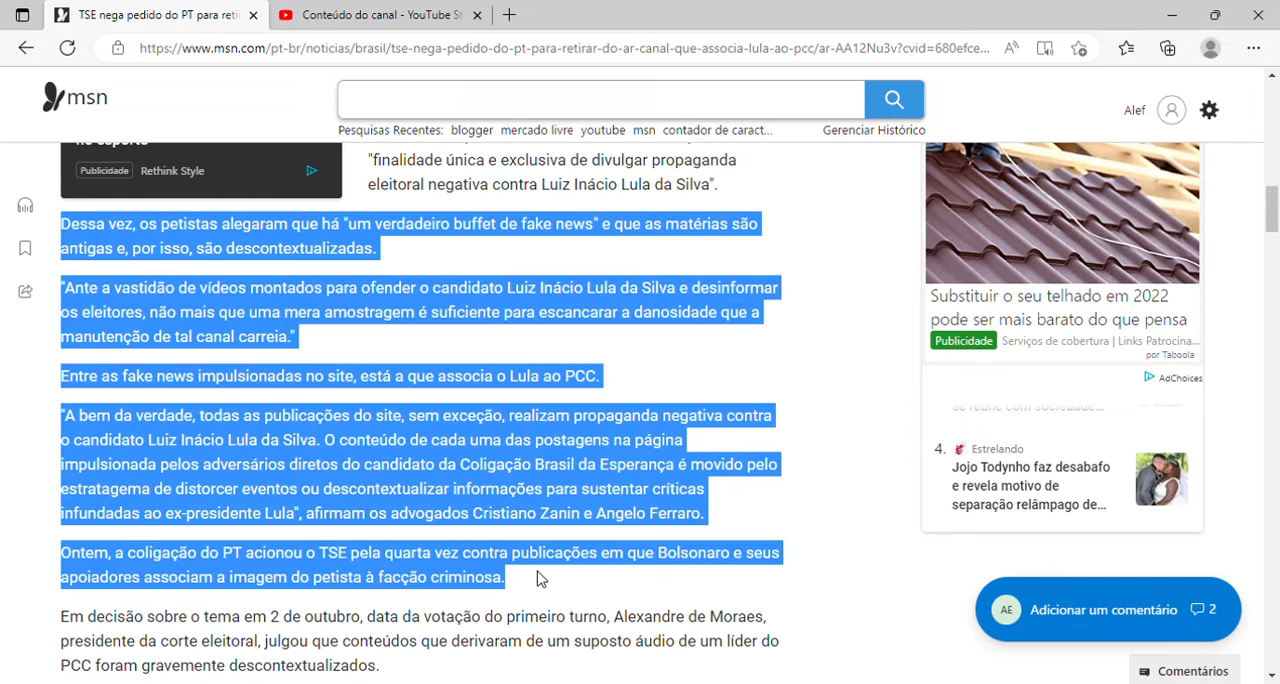 TSE nega pedido do PT para reti
Conteúdo do canal - YouTube St
https://www.msn.com/pt-br/noticias/brasil/tse-nega-pedido-do-pt-para-retirar-do-ar-canal-que-associa-lula-ao-pcc/ar-AA12Nu3v?cvid=680efce...
msn
Alef
Pesquisas Recentes: blogger mercado livre youtube msn contador de caract...
Gerenciar Histórico
Publicidade Rethink Style
"finalidade única e exclusiva de divulgar propaganda
eleitoral negativa contra Luiz Inácio Lula da Silva".
Dessa vez, os petistas alegaram que há "um verdadeiro buffet de fake news" e que as matérias são
antigas e, por isso, são descontextualizadas.
"Ante a vastidão de vídeos montados para ofender o candidato Luiz Inácio Lula da Silva e desinformar
os eleitores, não mais que uma mera amostragem é suficiente para escancarar a danosidade que a
manutenção de tal canal carreia."
Entre as fake news impulsionadas no site, está a que associa o Lula ao PCC.
"A bem da verdade, todas as publicações do site, sem exceção, realizam propaganda negativa contra
o candidato Luiz Inácio Lula da Silva. O conteúdo de cada uma das postagens na página
impulsionada pelos adversários diretos do candidato da Coligação Brasil da Esperança é movido pelo
estratagema de distorcer eventos ou descontextualizar informações para sustentar críticas
infundadas ao ex-presidente Lula", afirmam os advogados Cristiano Zanin e Angelo Ferraro.
Ontem, a coligação do PT acionou o TSE pela quarta vez contra publicações em que Bolsonaro e seus
apoiadores associam a imagem do petista à facção criminosa.
Em decisão sobre o tema em 2 de outubro, data da votação do primeiro turno, Alexandre de Moraes,
presidente da corte eleitoral, julgou que conteúdos que derivaram de um suposto áudio de um líder do
PCC foram gravemente descontextualizados.
Substituir o seu telhado em 2022
pode ser mais barato do que pensa
Publicidade Serviços de cobertura | Links Patrocina...
por Taboola
AdChoices
se reúne com sociedade...
4. Estrelando
Jojo Todynho faz desabafo
e revela motivo de
separação relâmpago de...
AE Adicionar um comentário 2
Comentários